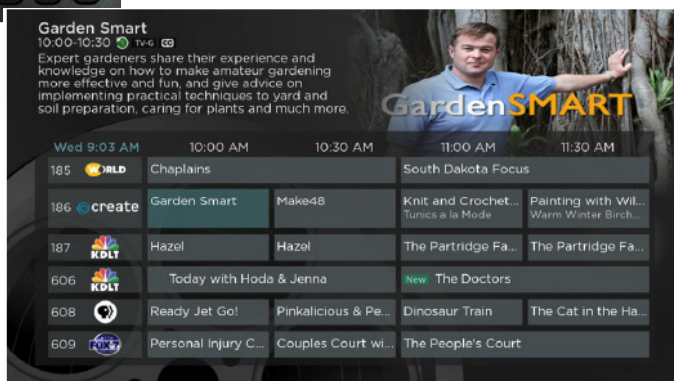 Garden Smart
10:00-10:30 TV-G CC
Expert gardeners share their experience and
knowledge on how to make amateur gardening
more effective and fun, and give advice on
implementing practical techniques to yard and
soil preparation, caring for plants and much more.
GardenSMART
Wed 9:03 AM 10:00 AM 10:30 AM 11:00 AM 11:30 AM
185 WORLD Chaplains South Dakota Focus
186 create Garden Smart Make48 Knit and Crochet... Painting with Wil...
Tunics a la Mode Warm Winter Birch...
187 KDLT Hazel Hazel The Partridge Fa... The Partridge Fa...
606 KDLT Today with Hoda & Jenna New The Doctors
608 Ready Jet Go! Pinkalicious & Pe... Dinosaur Train The Cat in the Ha...
609 FOX Personal Injury C... Couples Court wi... The People's Court